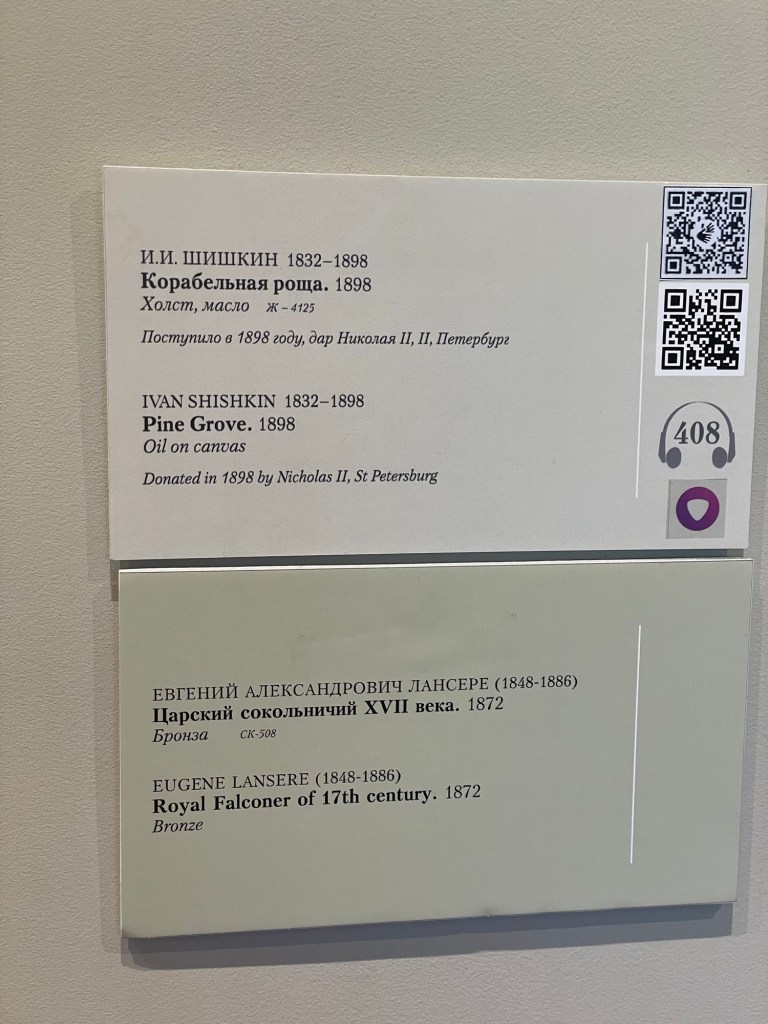 И.И. ШИШКИН 1832–1898
Корабельная роща. 1898
Холст, масло Ж – 4125
Поступило в 1898 году, дар Николая II, II, Петербург
IVAN SHISHKIN 1832–1898
Pine Grove. 1898
Oil on canvas
Donated in 1898 by Nicholas II, St Petersburg
408
ЕВГЕНИЙ АЛЕКСАНДРОВИЧ ЛАНСЕРЕ (1848-1886)
Царский сокольничий XVII века. 1872
Бронза СК-508
EUGENE LANSERE (1848-1886)
Royal Falconer of 17th century. 1872
Bronze